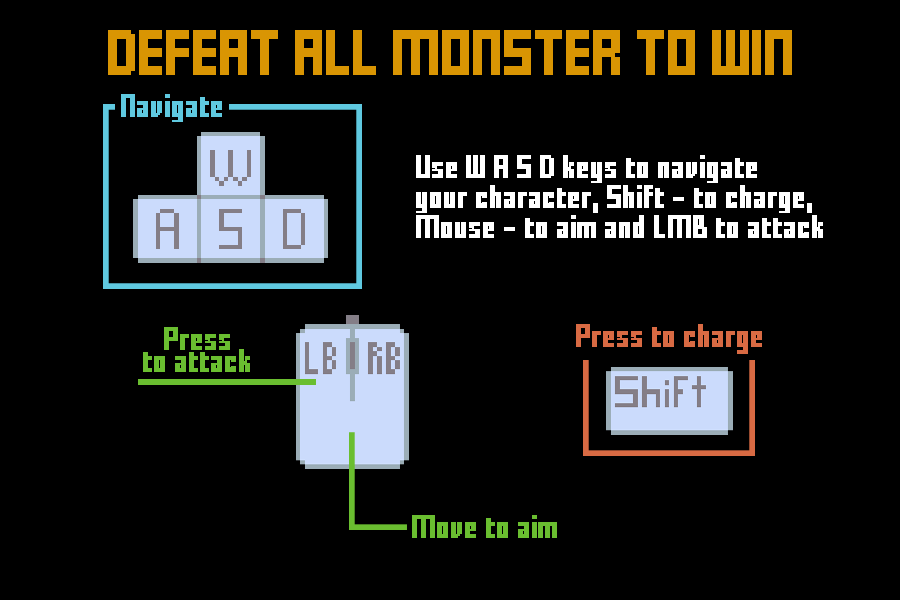 DEFEAT ALL MONSTER TO WIN
Navigate
W
A S D
Use W A S D keys to navigate
your character, Shift - to charge,
Mouse - to aim and LMB to attack
Press
to attack
LB RB
Move to aim
Press to charge
Shift